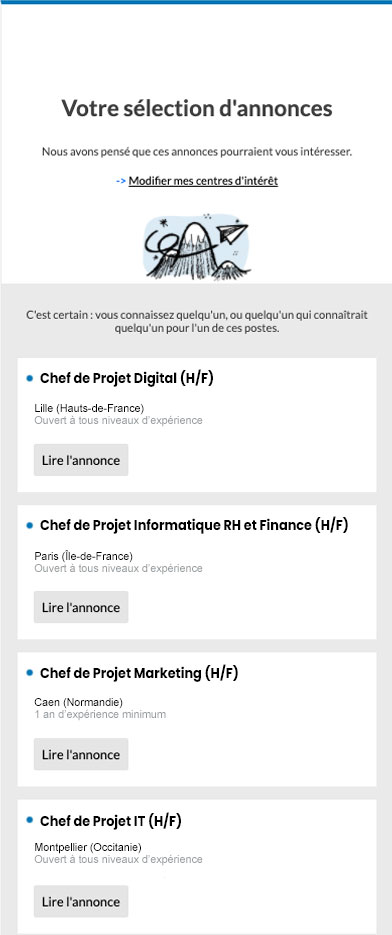 Votre sélection d'annonces
Nous avons pensé que ces annonces pourraient vous intéresser.
-> Modifier mes centres d'intérêt
C'est certain : vous connaissez quelqu'un, ou quelqu'un qui connaîtrait
quelqu'un pour l'un de ces postes.
Chef de Projet Digital (H/F)
Lille (Hauts-de-France)
Ouvert à tous niveaux d'expérience
Lire l'annonce
Chef de Projet Informatique RH et Finance (H/F)
Paris (Île-de-France)
Ouvert à tous niveaux d'expérience
Lire l'annonce
Chef de Projet Marketing (H/F)
Caen (Normandie)
1 an d'expérience minimum
Lire l'annonce
Chef de Projet IT (H/F)
Montpellier (Occitanie)
Ouvert à tous niveaux d'expérience
Lire l'annonce